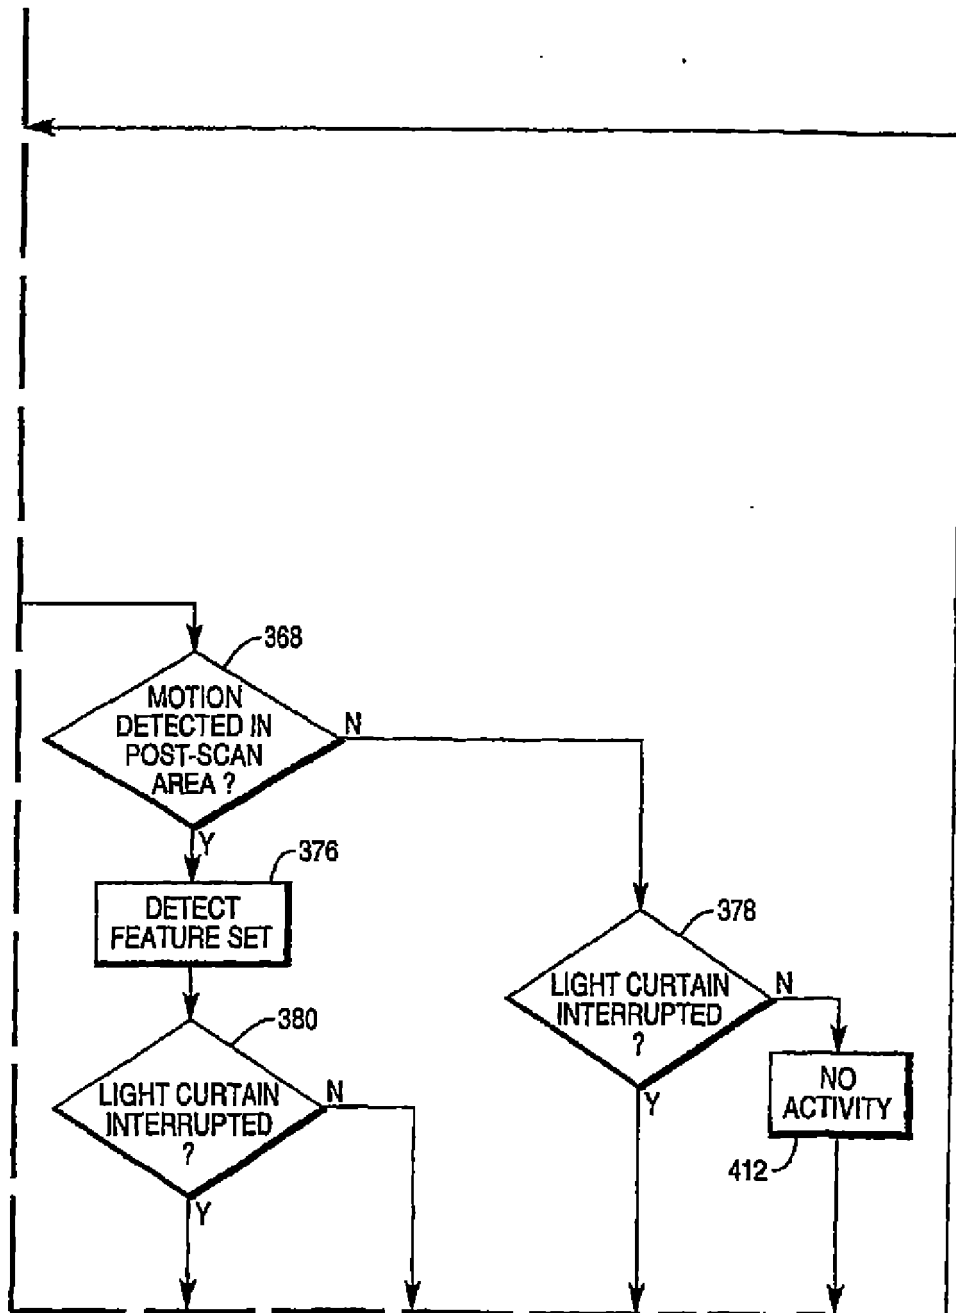 368
MOTION
DETECTED IN
POST-SCAN
AREA ?
N
Y
376
DETECT
FEATURE SET
378
LIGHT CURTAIN
INTERRUPTED
?
N
Y
380
LIGHT CURTAIN
INTERRUPTED
?
N
Y
NO
ACTIVITY
412